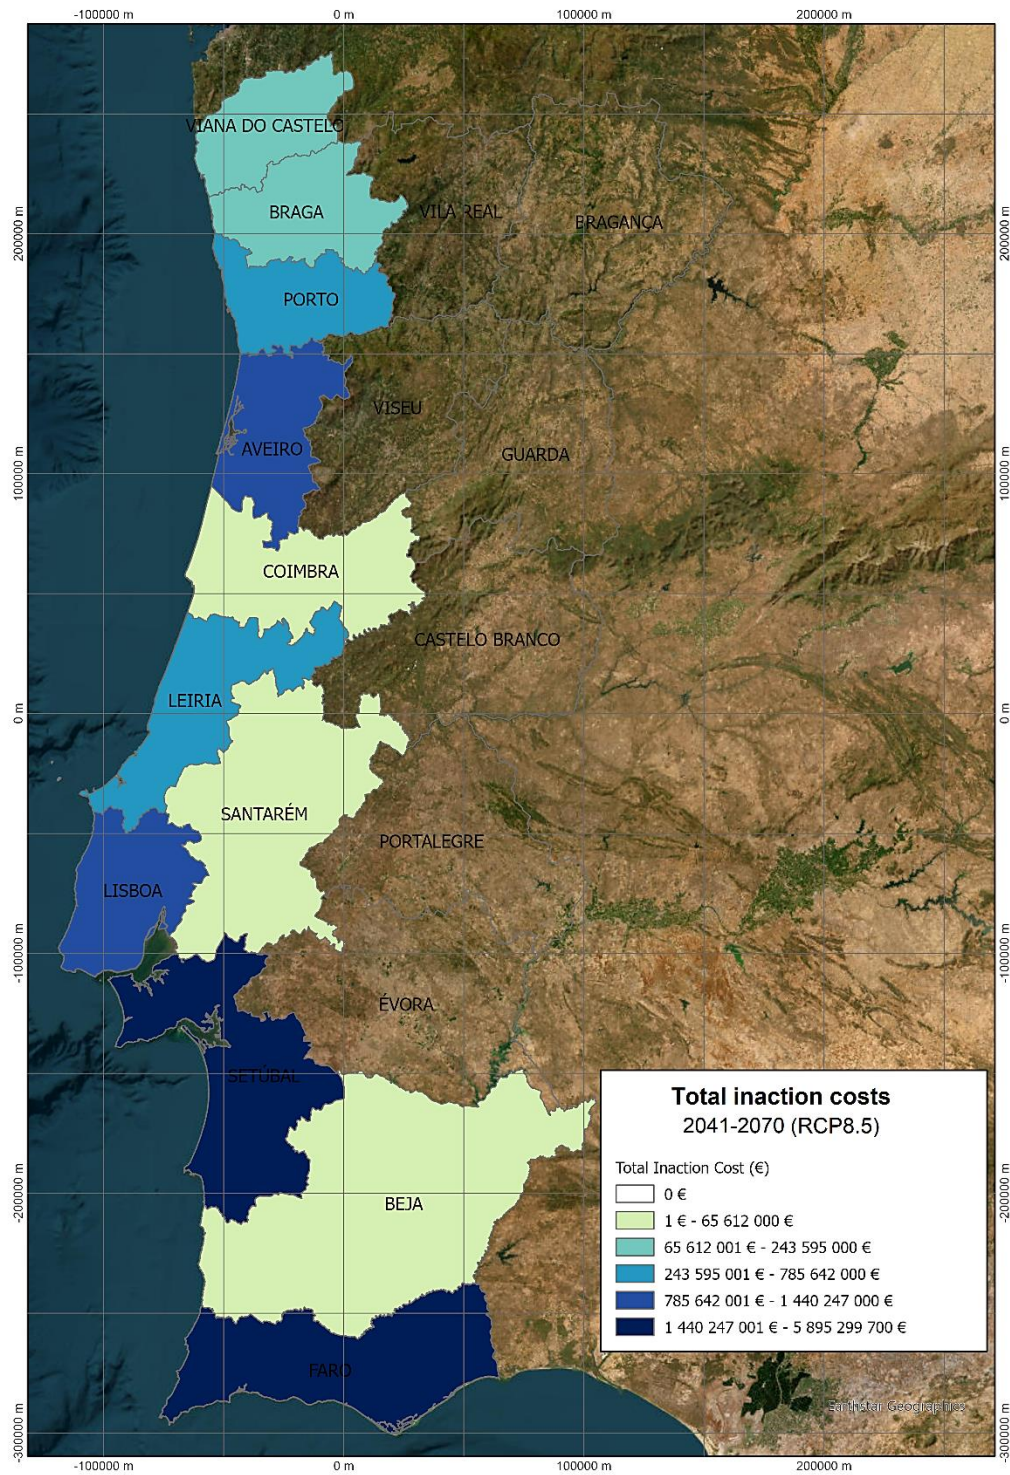 -100000 m
0 m
100000 m
200000 m
VIANA DO CASTELO
BRAGA
VILA REAL
BRAGANÇA
200000 m
200000 m
PORTO
VISEU
AVEIRO
GUARDA
100000 m
100000 m
COIMBRA
CASTELO BRANCO
LEIRIA
0 m
0 m
SANTARÉM
PORTALEGRE
LISBOA
-100000 m
-100000 m
ÉVORA
SETÚBAL
BEJA
-200000 m
-200000 m
FARO
Total inaction costs
2041-2070 (RCP8.5)
Total Inaction Cost (€)
0 €
1 € - 65 612 000 €
65 612 001 € - 243 595 000 €
243 595 001 € - 785 642 000 €
785 642 001 € - 1 440 247 000 €
1 440 247 001 € - 5 895 299 700 €
Earthstar Geographics
-300000 m
-300000 m
-100000 m
0 m
100000 m
200000 m